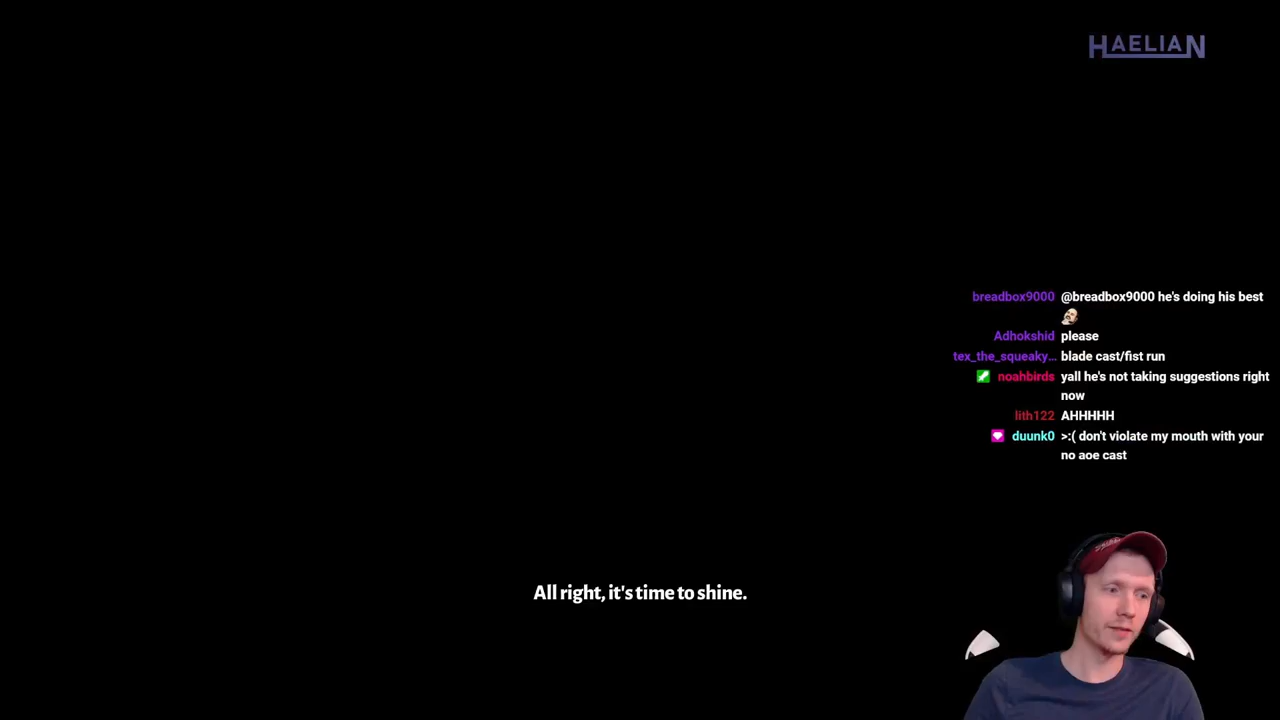 HAELIAN
breadbox9000 @breadbox9000 he's doing his best
Adhokshid please
tex_the_squeaky... blade cast/fist run
noahbirds yall he's not taking suggestions right
now
lith122 AHHHHH
duunk0 >:( don't violate my mouth with your
no aoe cast
All right, it's time to shine.